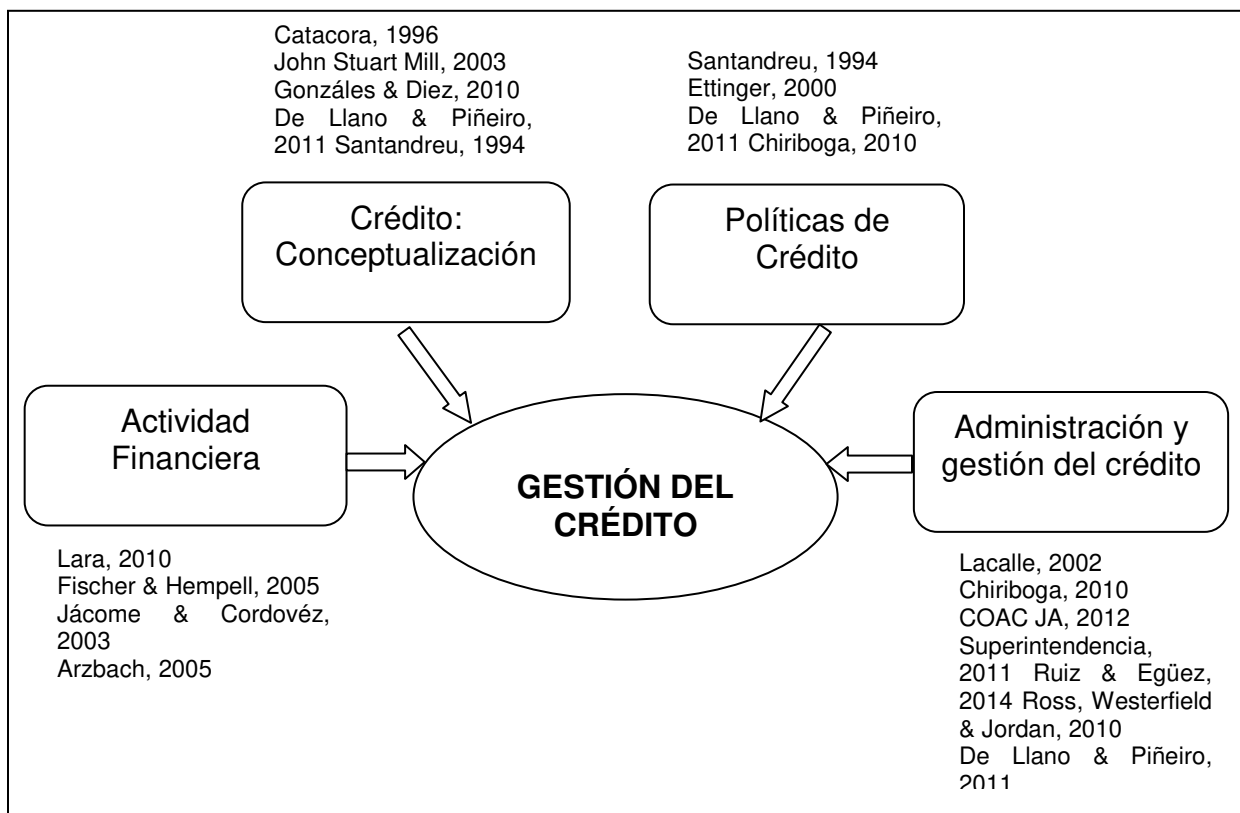 Catacora, 1996
John Stuart Mill, 2003
Gonzáles & Diez, 2010
De Llano & Piñeiro,
2011 Santandreu, 1994
Santandreu, 1994
Ettinger, 2000
De Llano & Piñeiro,
2011 Chiriboga, 2010
Crédito:
Conceptualización
Políticas de
Crédito
Actividad
Financiera
GESTIÓN DEL
CRÉDITO
Administración y
gestión del crédito
Lara, 2010
Fischer & Hempell, 2005
Jácome & Cordovéz,
2003
Arzbach, 2005
Lacalle, 2002
Chiriboga, 2010
COAC JA, 2012
Superintendencia,
2011 Ruiz & Egüez,
2014 Ross, Westerfield
& Jordan, 2010
De Llano & Piñeiro,
2011